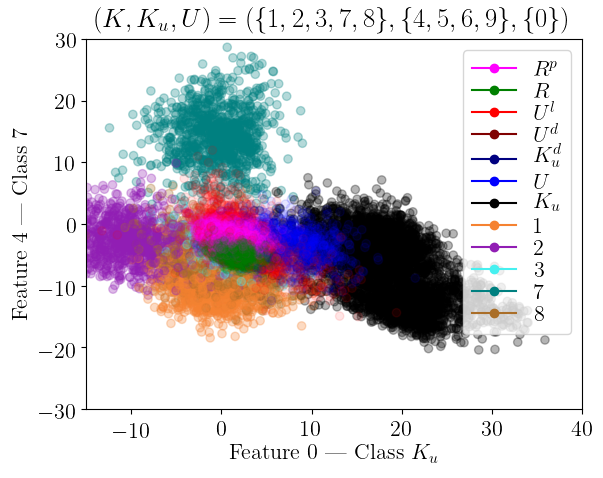 (K, K_u, U) = ({1, 2, 3, 7, 8}, {4, 5, 6, 9}, {0})
30
20
10
0
−10
−20
−30
Feature 4 — Class 7
R^p
R
U^l
U^d
K_u^d
U
K_u
1
2
3
7
8
−10
0
10
20
30
40
Feature 0 — Class K_u